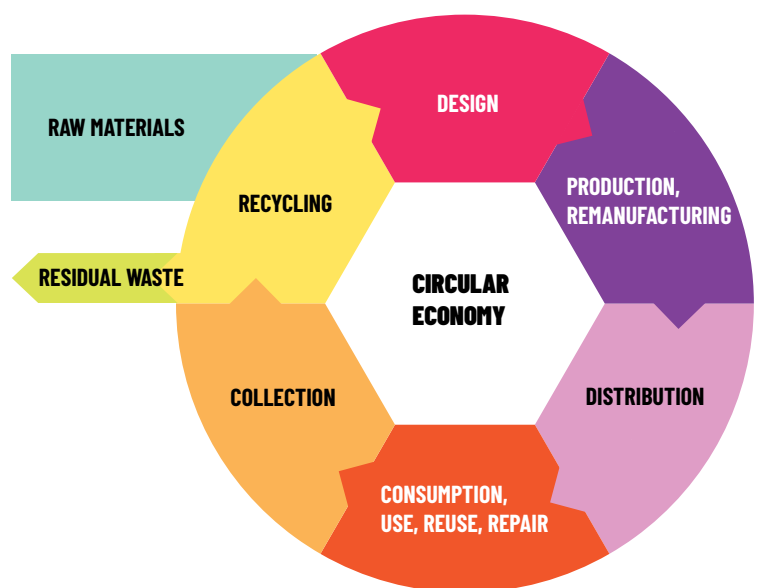 DESIGN
RAW MATERIALS
PRODUCTION,
REMANUFACTURING
RECYCLING
RESIDUAL WASTE
CIRCULAR
ECONOMY
COLLECTION
DISTRIBUTION
CONSUMPTION,
USE, REUSE, REPAIR